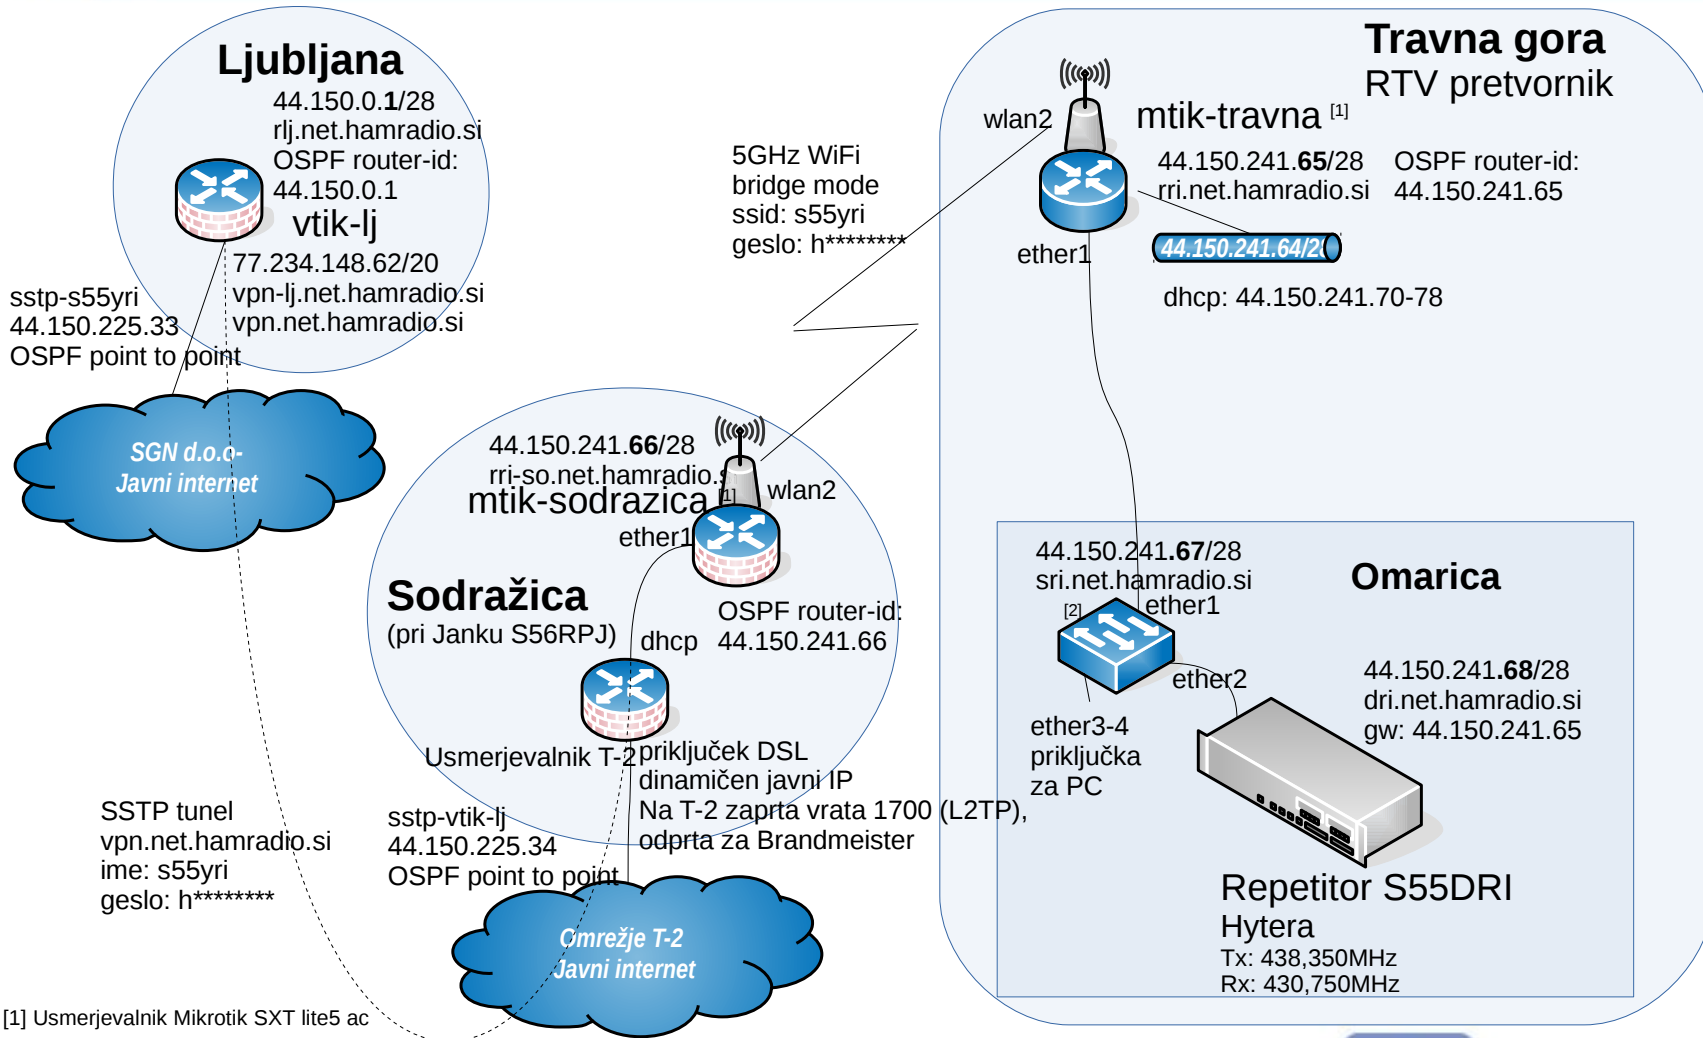 Ljubljana
44.150.0.1/28
rlj.net.hamradio.si
OSPF router-id:
44.150.0.1
vtik-lj
77.234.148.62/20
vpn-lj.net.hamradio.si
vpn.net.hamradio.si
sstp-s55yri
44.150.225.33
OSPF point to point
SGN d.o.o-
Javni internet
5GHz WiFi
bridge mode
ssid: s55yri
geslo: h********
Travna gora
RTV pretvornik
wlan2
mtik-travna [1]
44.150.241.65/28
rri.net.hamradio.si
OSPF router-id:
44.150.241.65
ether1
44.150.241.64/28
dhcp: 44.150.241.70-78
44.150.241.66/28
rri-so.net.hamradio.si
mtik-sodrazica [1]
wlan2
ether1
Sodražica
(pri Janku S56RPJ)
OSPF router-id:
44.150.241.66
dhcp
Usmerjevalnik T-2
priključek DSL
dinamičen javni IP
Na T-2 zaprta vrata 1700 (L2TP),
odprta za Brandmeister
sstp-vtik-lj
44.150.225.34
OSPF point to point
SSTP tunel
vpn.net.hamradio.si
ime: s55yri
geslo: h********
Omrežje T-2
Javni internet
44.150.241.67/28
sri.net.hamradio.si
[2]
ether1
Omarica
ether2
ether3-4
priključka
za PC
44.150.241.68/28
dri.net.hamradio.si
gw: 44.150.241.65
Repetitor S55DRI
Hytera
Tx: 438,350MHz
Rx: 430,750MHz
[1] Usmerjevalnik Mikrotik SXT lite5 ac